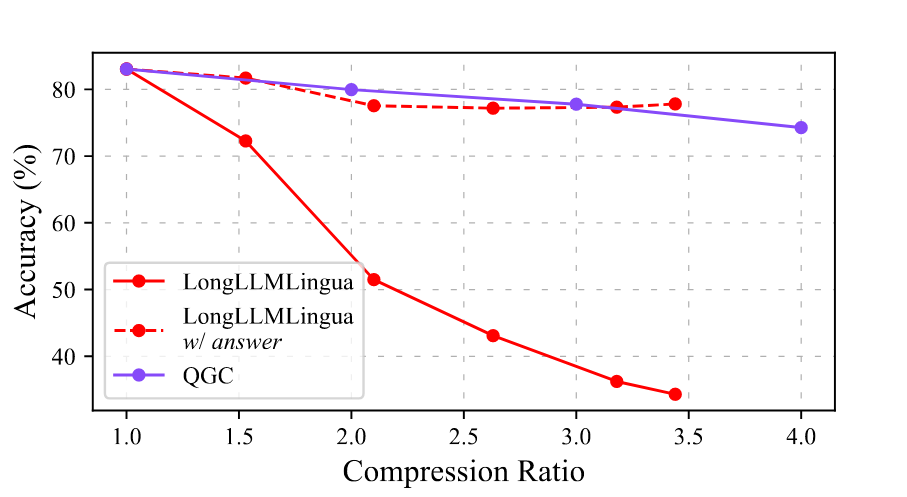 80
70
60
50
40
Accuracy (%)
LongLLMLingua
LongLLMLingua
w/ answer
QGC
1.0 1.5 2.0 2.5 3.0 3.5 4.0
Compression Ratio